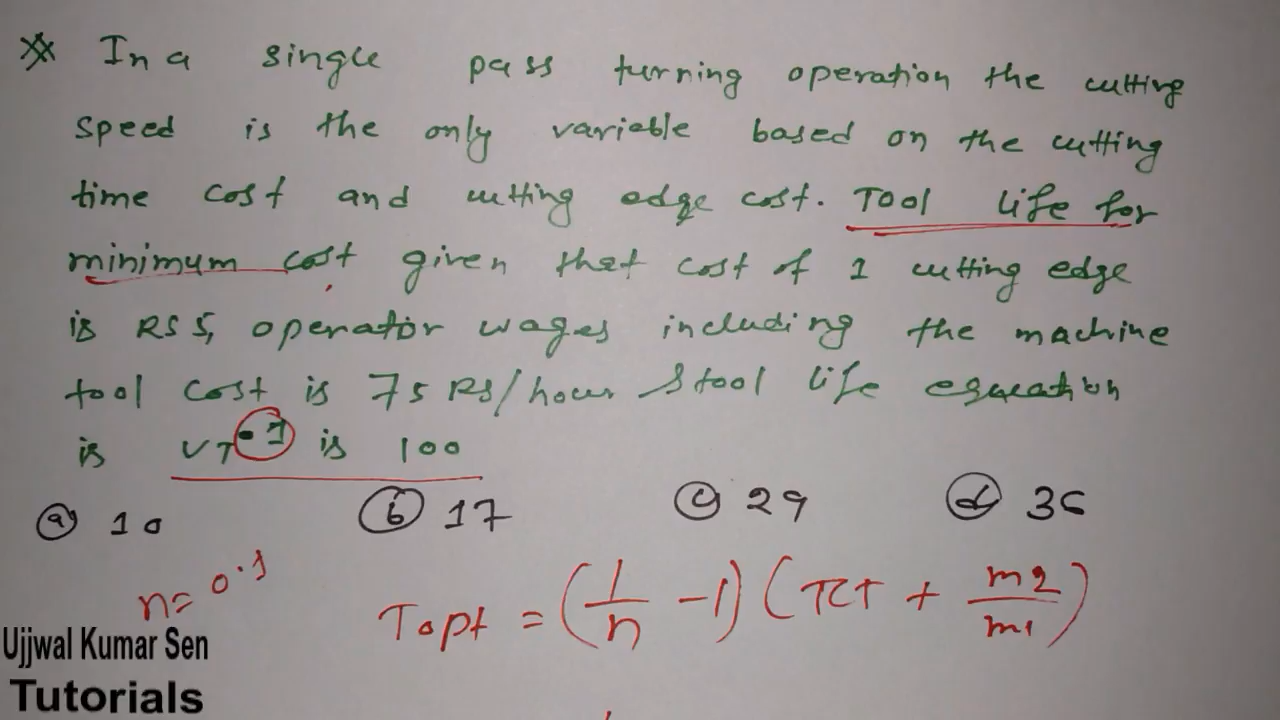 ** In a single pass turning operation the cutting
speed is the only variable based on the cutting
time cost and cutting edge cost. Tool life for
minimum cost given that cost of 1 cutting edge
is RS 5, operator wages including the machine
tool cost is 75 RS/hour & tool life equation
is VT^.1 is 100
(a) 10 (b) 17 (c) 29 (d) 36
n = 0.1
Topt = (1/n - 1) (TCT + m2/m1)
Ujjwal Kumar Sen
Tutorials